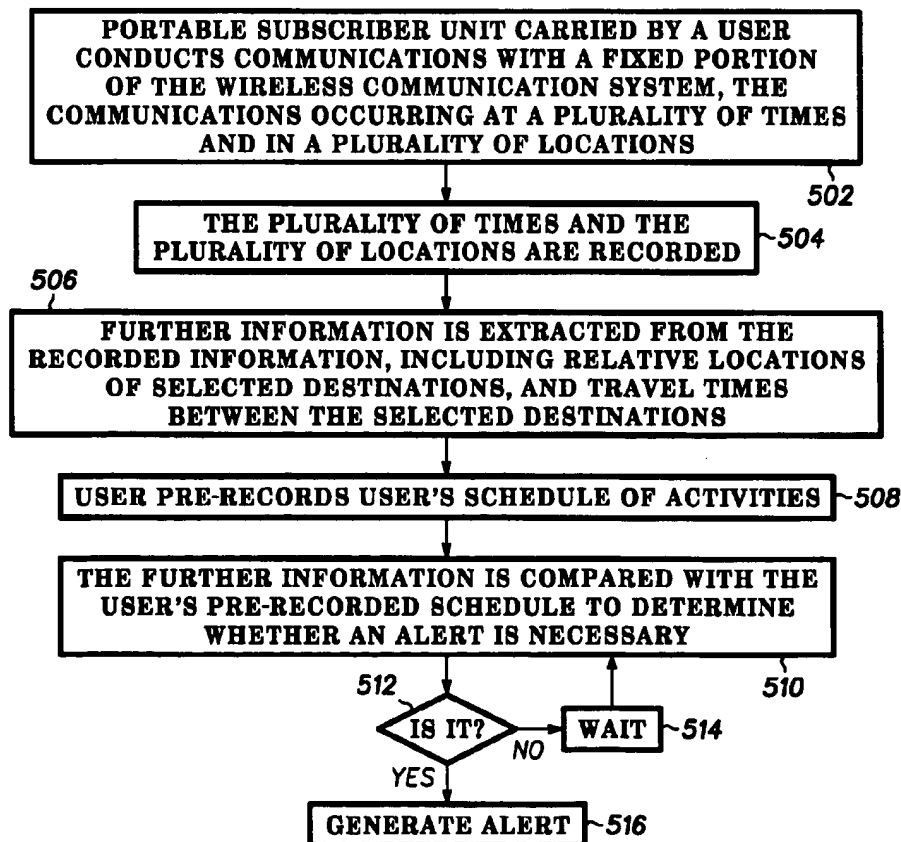 PORTABLE SUBSCRIBER UNIT CARRIED BY A USER
CONDUCTS COMMUNICATIONS WITH A FIXED PORTION
OF THE WIRELESS COMMUNICATION SYSTEM, THE
COMMUNICATIONS OCCURRING AT A PLURALITY OF TIMES
AND IN A PLURALITY OF LOCATIONS
502
THE PLURALITY OF TIMES AND THE
PLURALITY OF LOCATIONS ARE RECORDED
504
506
FURTHER INFORMATION IS EXTRACTED FROM THE
RECORDED INFORMATION, INCLUDING RELATIVE LOCATIONS
OF SELECTED DESTINATIONS, AND TRAVEL TIMES
BETWEEN THE SELECTED DESTINATIONS
USER PRE-RECORDS USER'S SCHEDULE OF ACTIVITIES
508
THE FURTHER INFORMATION IS COMPARED WITH THE
USER'S PRE-RECORDED SCHEDULE TO DETERMINE
WHETHER AN ALERT IS NECESSARY
510
512
IS IT?
NO
WAIT
514
YES
GENERATE ALERT
516